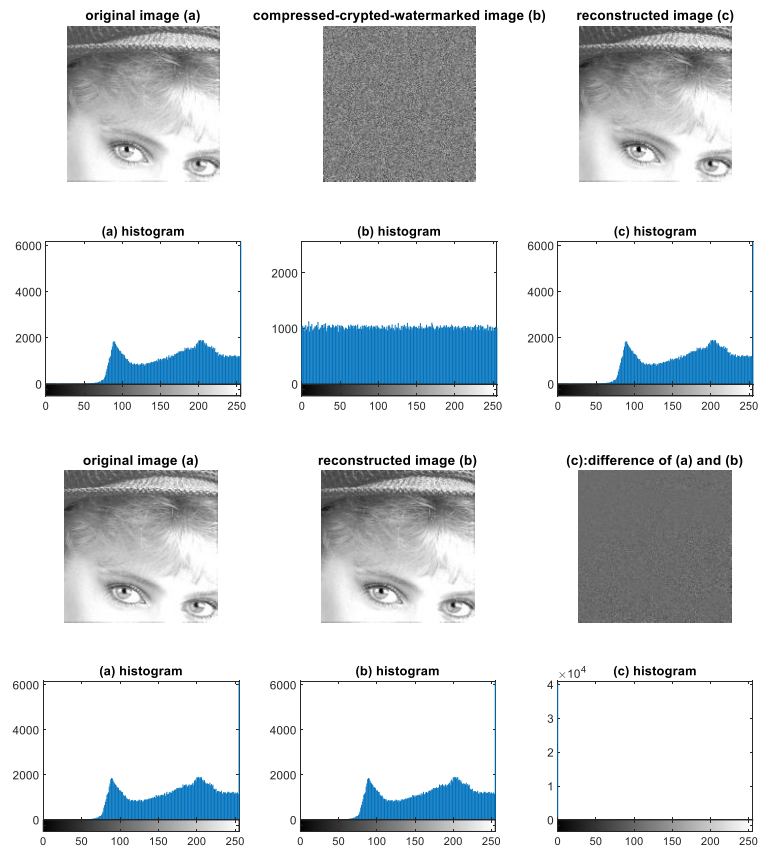 original image (a)
compressed-crypted-watermarked image (b)
reconstructed image (c)
(a) histogram
(b) histogram
(c) histogram
6000
4000
2000
0
0 50 100 150 200 250
2000
1000
0
0 50 100 150 200 250
6000
4000
2000
0
0 50 100 150 200 250
original image (a)
reconstructed image (b)
(c):difference of (a) and (b)
(a) histogram
(b) histogram
(c) histogram
6000
4000
2000
0
0 50 100 150 200 250
6000
4000
2000
0
0 50 100 150 200 250
×10^4
4
3
2
1
0
0 50 100 150 200 250